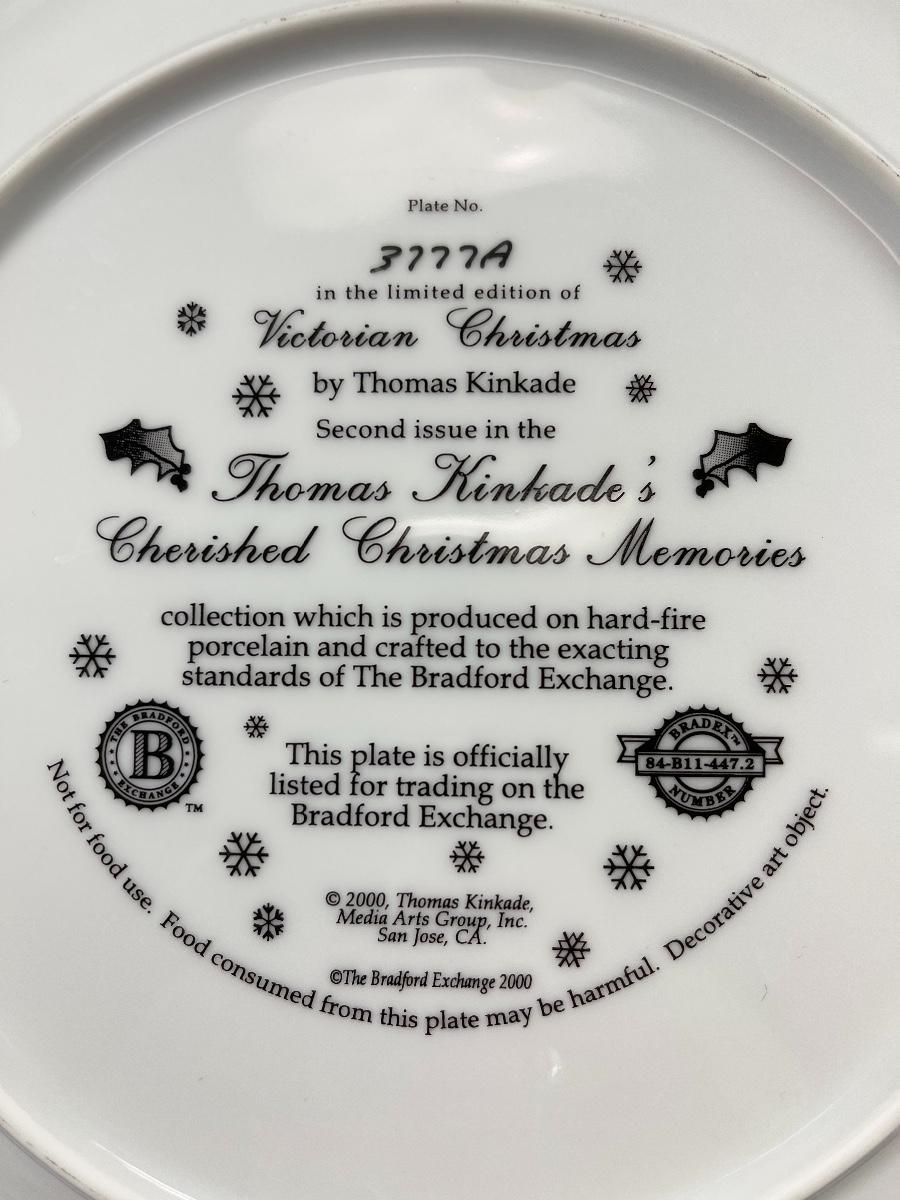 Plate No.
3777A
in the limited edition of
Victorian Christmas
by Thomas Kinkade
Second issue in the
Thomas Kinkade's
Cherished Christmas Memories
collection which is produced on hard-fire
porcelain and crafted to the exacting
standards of The Bradford Exchange.
THE BRADFORD
B
EXCHANGE
TM
This plate is officially
listed for trading on the
Bradford Exchange.
BRADEX™
84-B11-447.2
NUMBER
© 2000, Thomas Kinkade,
Media Arts Group, Inc.
San Jose, CA.
©The Bradford Exchange 2000
Not for food use. Food consumed from this plate may be harmful. Decorative art object.